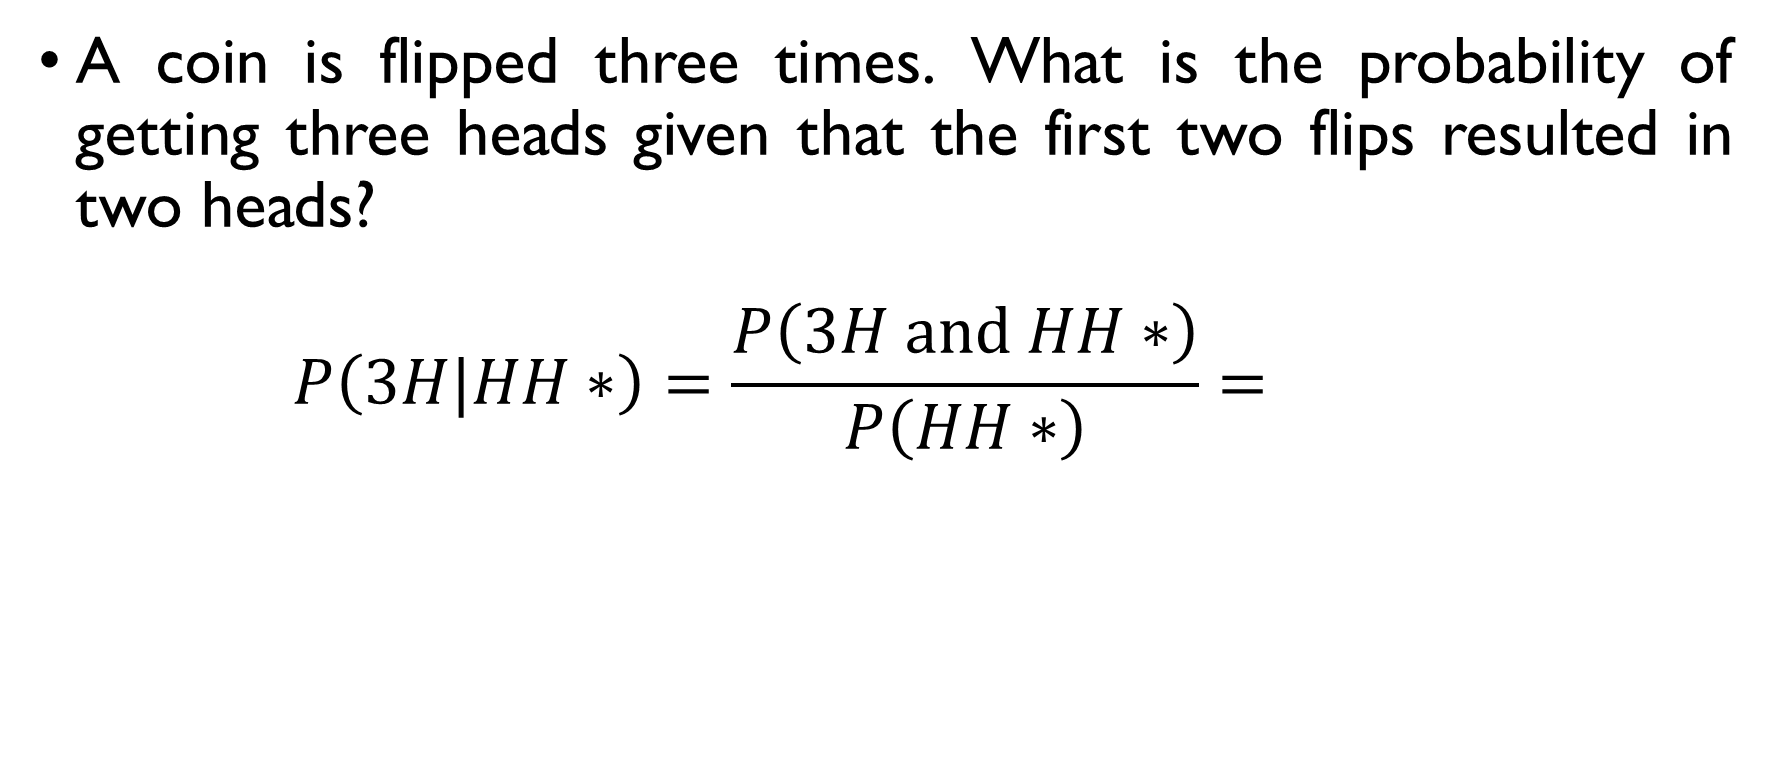 • A coin is flipped three times. What is the probability of
getting three heads given that the first two flips resulted in
two heads?
P(3H|HH *) = P(3H and HH *) / P(HH *) =